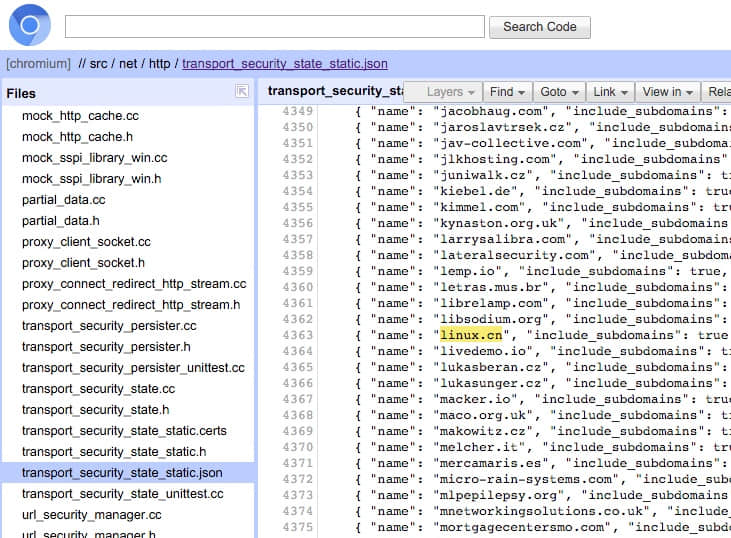 Search Code
[chromium] // src / net / http / transport_security_state_static.json
Files
mock_http_cache.cc
mock_http_cache.h
mock_sspi_library_win.cc
mock_sspi_library_win.h
partial_data.cc
partial_data.h
proxy_client_socket.cc
proxy_client_socket.h
proxy_connect_redirect_http_stream.cc
proxy_connect_redirect_http_stream.h
transport_security_persister.cc
transport_security_persister.h
transport_security_persister_unittest.cc
transport_security_state.cc
transport_security_state.h
transport_security_state_static.certs
transport_security_state_static.h
transport_security_state_static.json
transport_security_state_unittest.cc
url_security_manager.cc
url_security_manager.h
transport_security_sta Layers Find Goto Link View in Rela
4349 { "name": "jacobhaug.com", "include_subdomains
4350 { "name": "jaroslavtrsek.cz", "include_subdomain
4351 { "name": "jav-collective.com", "include_subdoma
4352 { "name": "jlkhosting.com", "include_subdomains"
4353 { "name": "juniwalk.cz", "include_subdomains": tr
4354 { "name": "kiebel.de", "include_subdomains": true
4355 { "name": "kimmel.com", "include_subdomains": tru
4356 { "name": "kynaston.org.uk", "include_subdomains
4357 { "name": "larrysalibra.com", "include_subdomain
4358 { "name": "lateralsecurity.com", "include_subdom
4359 { "name": "lemp.io", "include_subdomains": true,
4360 { "name": "letras.mus.br", "include_subdomains":
4361 { "name": "librelamp.com", "include_subdomains":
4362 { "name": "libsodium.org", "include_subdomains":
4363 { "name": "linux.cn", "include_subdomains": true
4364 { "name": "livedemo.io", "include_subdomains": t
4365 { "name": "lukasberan.cz", "include_subdomains":
4366 { "name": "lukasunger.cz", "include_subdomains":
4367 { "name": "macker.io", "include_subdomains": true
4368 { "name": "maco.org.uk", "include_subdomains": t
4369 { "name": "makowitz.cz", "include_subdomains": t
4370 { "name": "melcher.it", "include_subdomains": tr
4371 { "name": "mercamaris.es", "include_subdomains":
4372 { "name": "micro-rain-systems.com", "include_sub
4373 { "name": "mlpepilepsy.org", "include_subdomains
4374 { "name": "mnetworkingsolutions.co.uk", "include
4375 { "name": "mortgagecentersmo.com", "include_subd